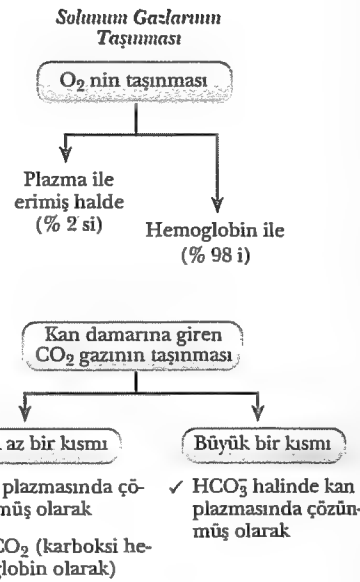 Solunum Gazlarının
Taşınması
O₂ nin taşınması
Plazma ile
erimiş halde
(% 2 si)
Hemoglobin ile
(% 98 i)
Kan damarına giren
CO₂ gazının taşınması
az bir kısmı
plazmasında çö-
müş olarak
CO₂ (karboksi he-
globin olarak)
Büyük bir kısmı
✓ HCO₃⁻ halinde kan
plazmasında çözün-
müş olarak